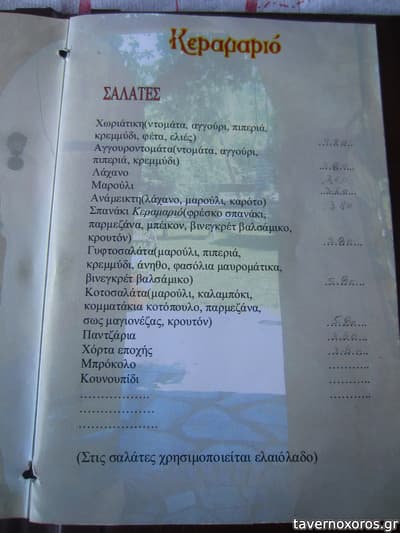 Κεραμαριό
ΣΑΛΑΤΕΣ
Χωριάτικη(ντομάτα, αγγούρι, πιπεριά,
κρεμμύδι, φέτα, ελιές)
Αγγουροντομάτα(ντομάτα, αγγούρι,
πιπεριά, κρεμμύδι)
Λάχανο
Μαρούλι
Ανάμεικτη(λάχανο, μαρούλι, καρότο)
Σπανάκι Κεραμαριό(φρέσκο σπανάκι,
παρμεζάνα, μπέικον, βινεγκρέτ βαλσάμικο,
κρουτόν)
Γυφτοσαλάτα(μαρούλι, πιπεριά,
κρεμμύδι, άνηθο, φασόλια μαυρομάτικα,
βινεγκρέτ βαλσάμικο)
Κοτοσαλάτα(μαρούλι, καλαμπόκι,
κομματάκια κοτόπουλο, παρμεζάνα,
σως μαγιονέζας, κρουτόν)
Παντζάρια
Χόρτα εποχής
Μπρόκολο
Κουνουπίδι
(Στις σαλάτες χρησιμοποιείται ελαιόλαδο)
tavernoxoros.gr